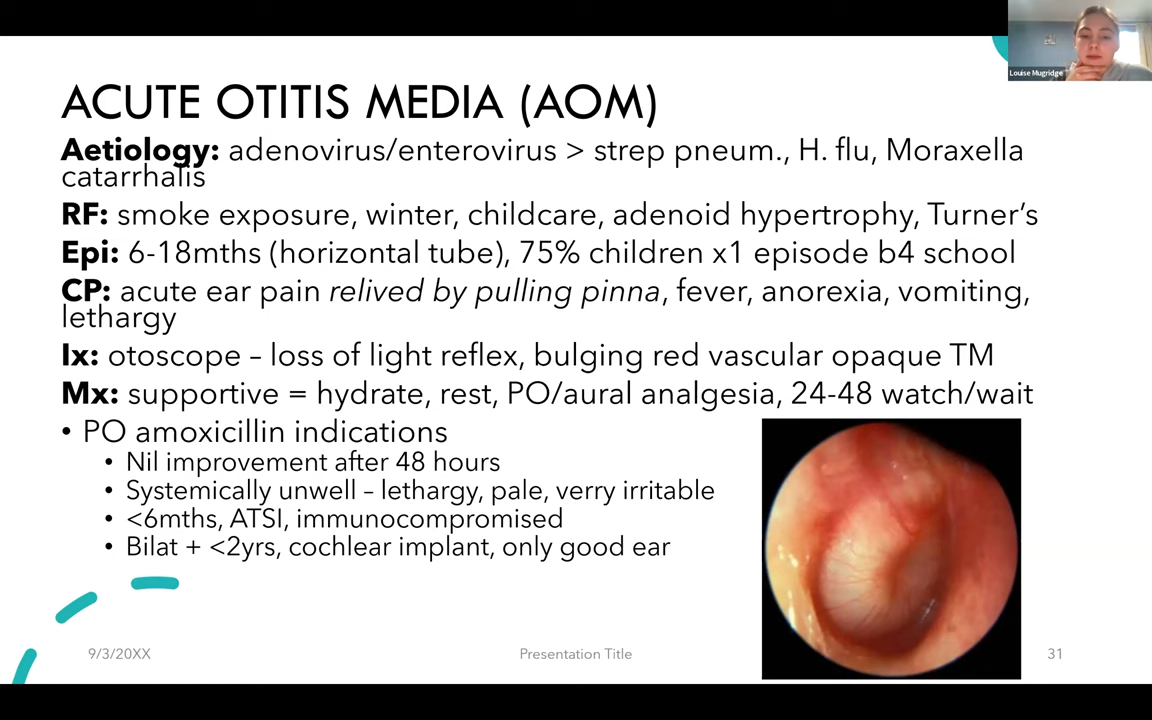 Louise Mugridge
ACUTE OTITIS MEDIA (AOM)
Aetiology: adenovirus/enterovirus > strep pneum., H. flu, Moraxella
catarrhalis
RF: smoke exposure, winter, childcare, adenoid hypertrophy, Turner’s
Epi: 6-18mths (horizontal tube), 75% children x1 episode b4 school
CP: acute ear pain relived by pulling pinna, fever, anorexia, vomiting,
lethargy
Ix: otoscope – loss of light reflex, bulging red vascular opaque TM
Mx: supportive = hydrate, rest, PO/aural analgesia, 24-48 watch/wait
• PO amoxicillin indications
• Nil improvement after 48 hours
• Systemically unwell – lethargy, pale, verry irritable
• <6mths, ATSI, immunocompromised
• Bilat + <2yrs, cochlear implant, only good ear
9/3/20XX
Presentation Title
31